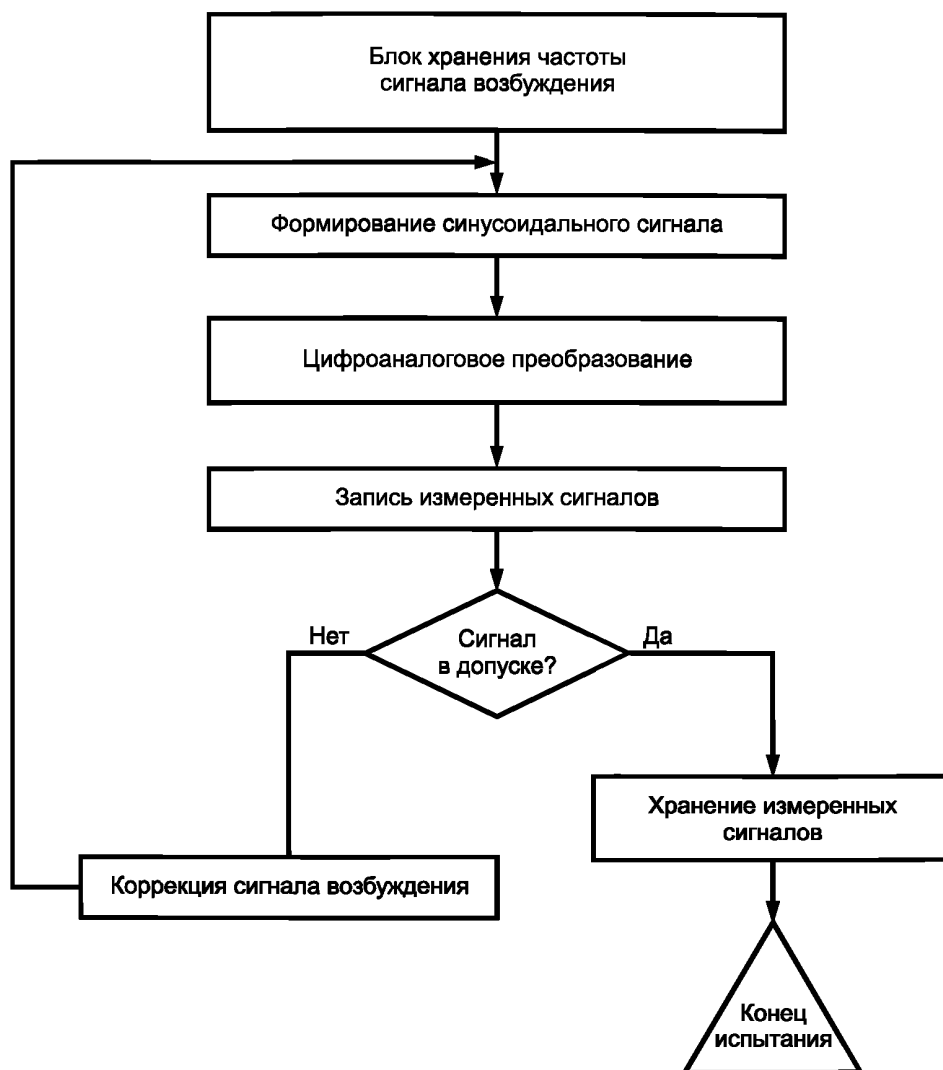 Блок хранения частоты
сигнала возбуждения
Формирование синусоидального сигнала
Цифроаналоговое преобразование
Запись измеренных сигналов
Нет
Сигнал
в допуске?
Да
Хранение измеренных
сигналов
Коррекция сигнала возбуждения
Конец
испытания